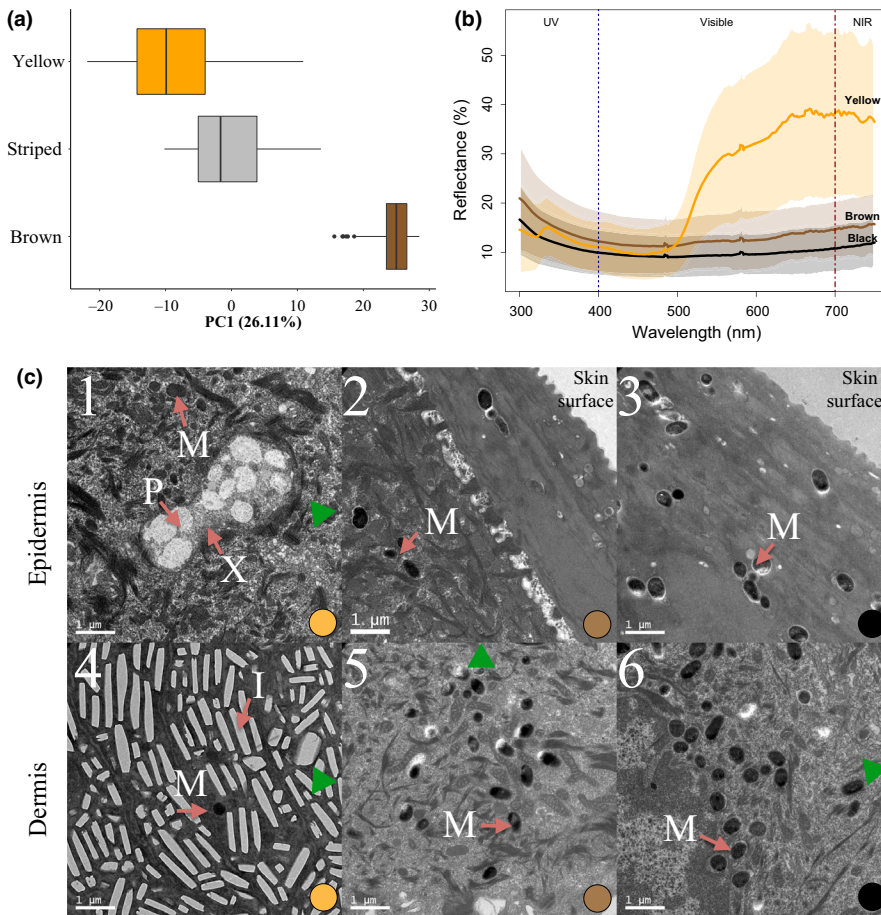 (a)
Yellow
Striped
Brown
−20 −10 0 10 20 30
PC1 (26.11%)
(b)
UV Visible NIR
50
40
30
20
10
Reflectance (%)
Yellow
Brown
Black
300 400 500 600 700
Wavelength (nm)
(c)
Epidermis
1
M
P
X
1 µm
2
Skin
surface
M
1 µm
3
Skin
surface
M
1 µm
Dermis
4
I
M
1 µm
5
M
1 µm
6
M
1 µm